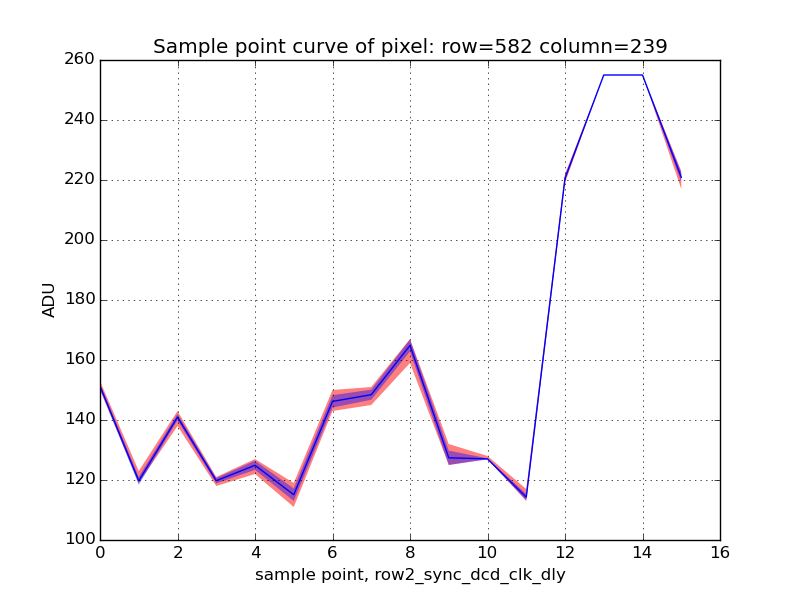 Sample point curve of pixel: row=582 column=239
260
240
220
200
180
160
140
120
100
ADU
0 2 4 6 8 10 12 14 16
sample point, row2_sync_dcd_clk_dly